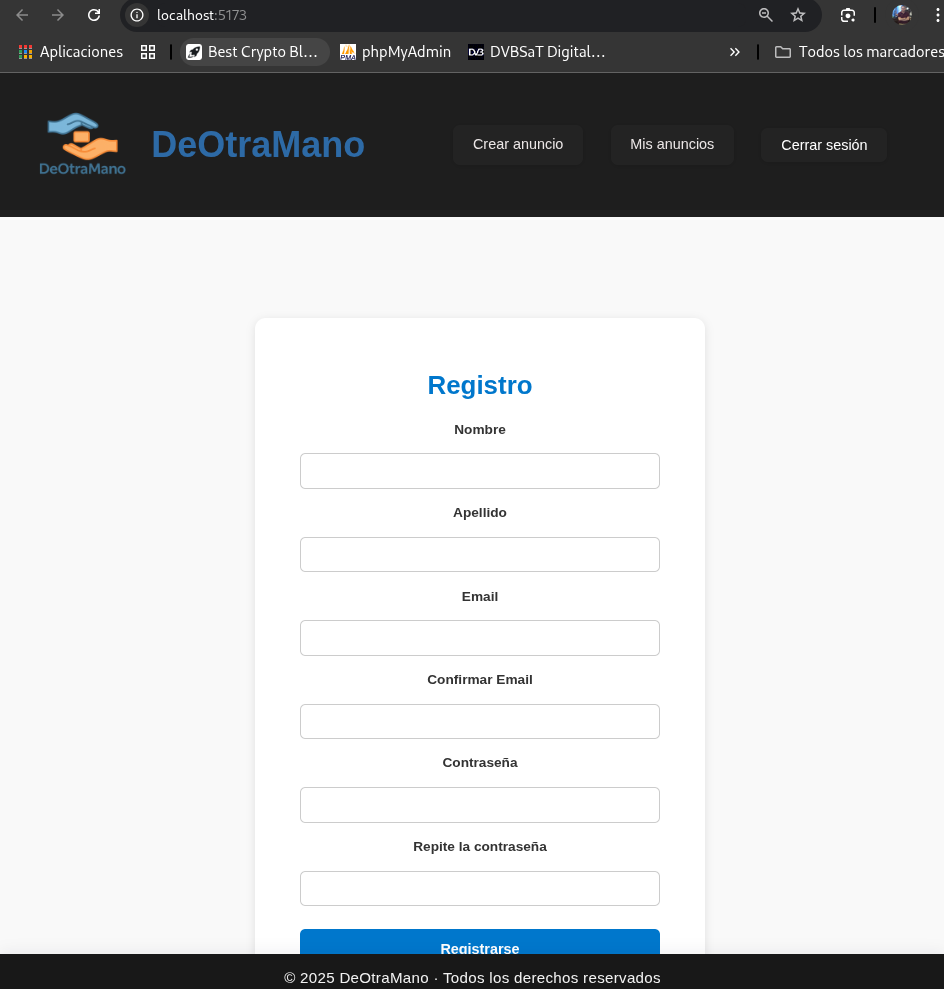 localhost:5173
Aplicaciones
Best Crypto Bl...
phpMyAdmin
DVBSaT Digital...
»
Todos los marcadores
DeOtraMano
DeOtraMano
Crear anuncio
Mis anuncios
Cerrar sesión
Registro
Nombre
Apellido
Email
Confirmar Email
Contraseña
Repite la contraseña
Registrarse
© 2025 DeOtraMano · Todos los derechos reservados